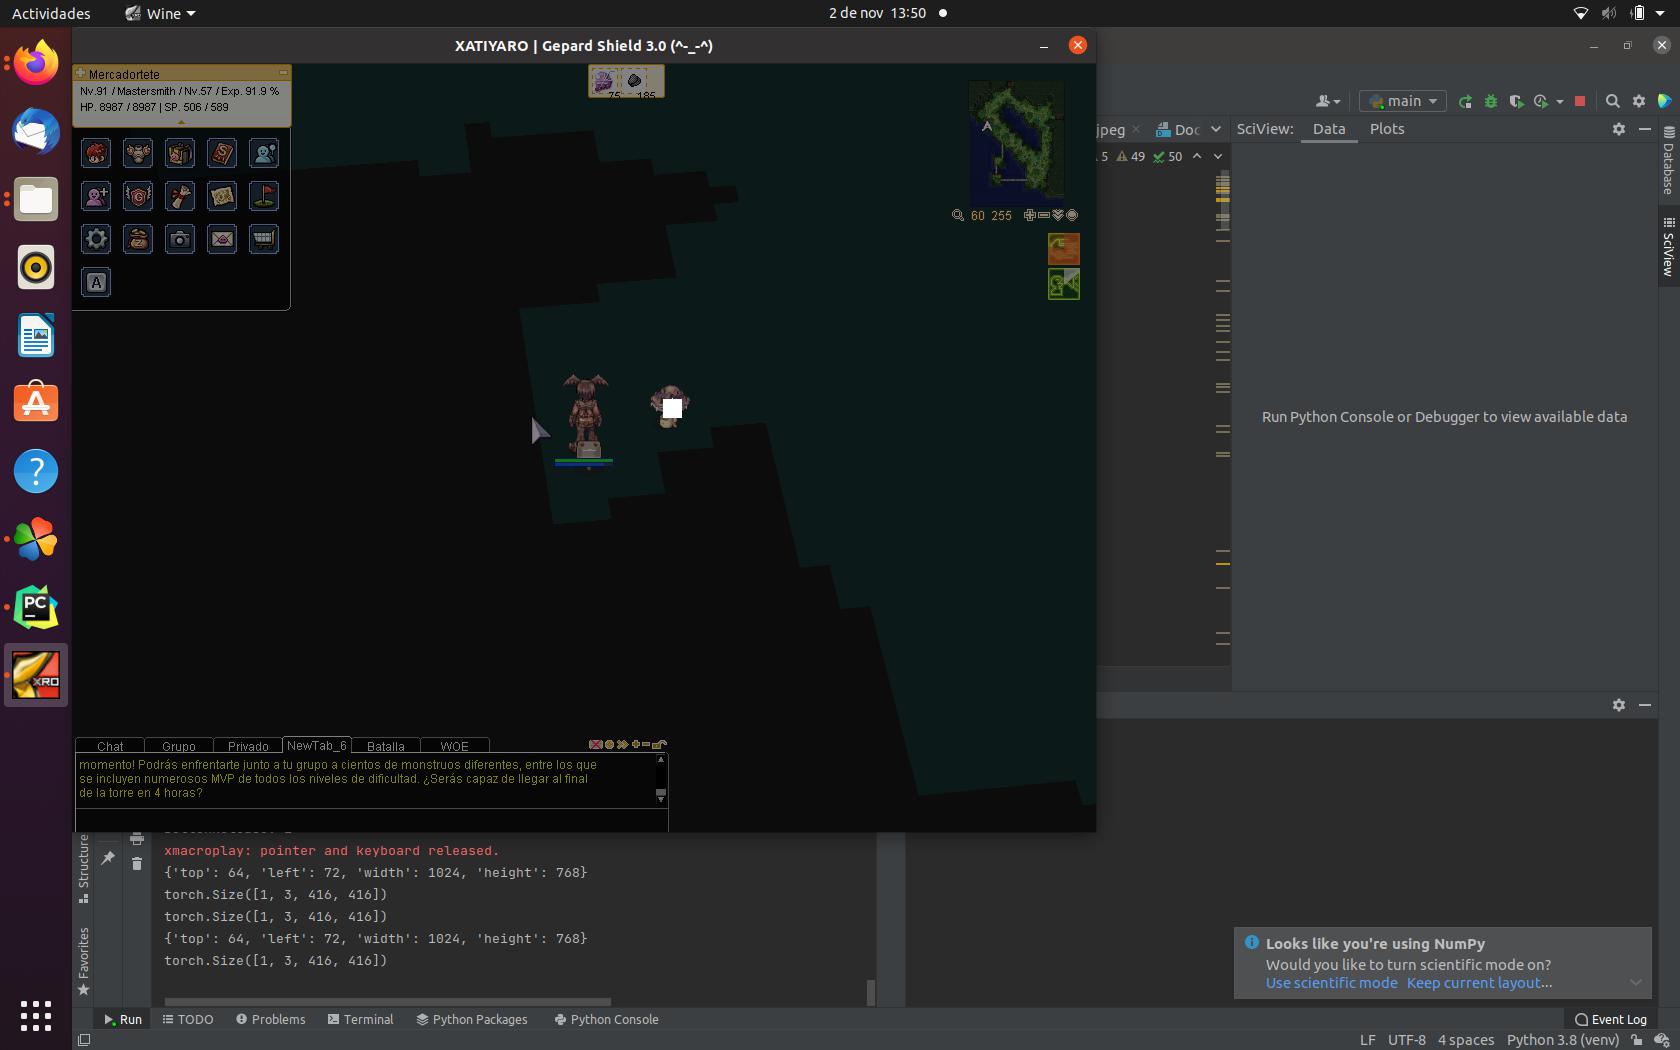 Actividades
Wine
2 de nov 13:50
XATIYARO | Gepard Shield 3.0 (^-_-^)
Mercadortete
Nv.91 / Mastersmith / Nv.57 / Exp. 91.9 %
HP. 8987 / 8987 | SP. 506 / 589
75 185
60 255
main
jpeg
Doc
SciView:
Data
Plots
5 49 50
Database
SciView
Run Python Console or Debugger to view available data
A
PC
XRO
Chat
Grupo
Privado
NewTab_6
Batalla
WOE
momento! Podrás enfrentarte junto a tu grupo a cientos de monstruos diferentes, entre los que
se incluyen numerosos MVP de todos los niveles de dificultad. ¿Serás capaz de llegar al final
de la torre en 4 horas?
Structure
Favorites
xmacroplay: pointer and keyboard released.
{'top': 64, 'left': 72, 'width': 1024, 'height': 768}
torch.Size([1, 3, 416, 416])
torch.Size([1, 3, 416, 416])
{'top': 64, 'left': 72, 'width': 1024, 'height': 768}
torch.Size([1, 3, 416, 416])
Looks like you're using NumPy
Would you like to turn scientific mode on?
Use scientific mode Keep current layout...
Run
TODO
Problems
Terminal
Python Packages
Python Console
Event Log
LF UTF-8 4 spaces Python 3.8 (venv)